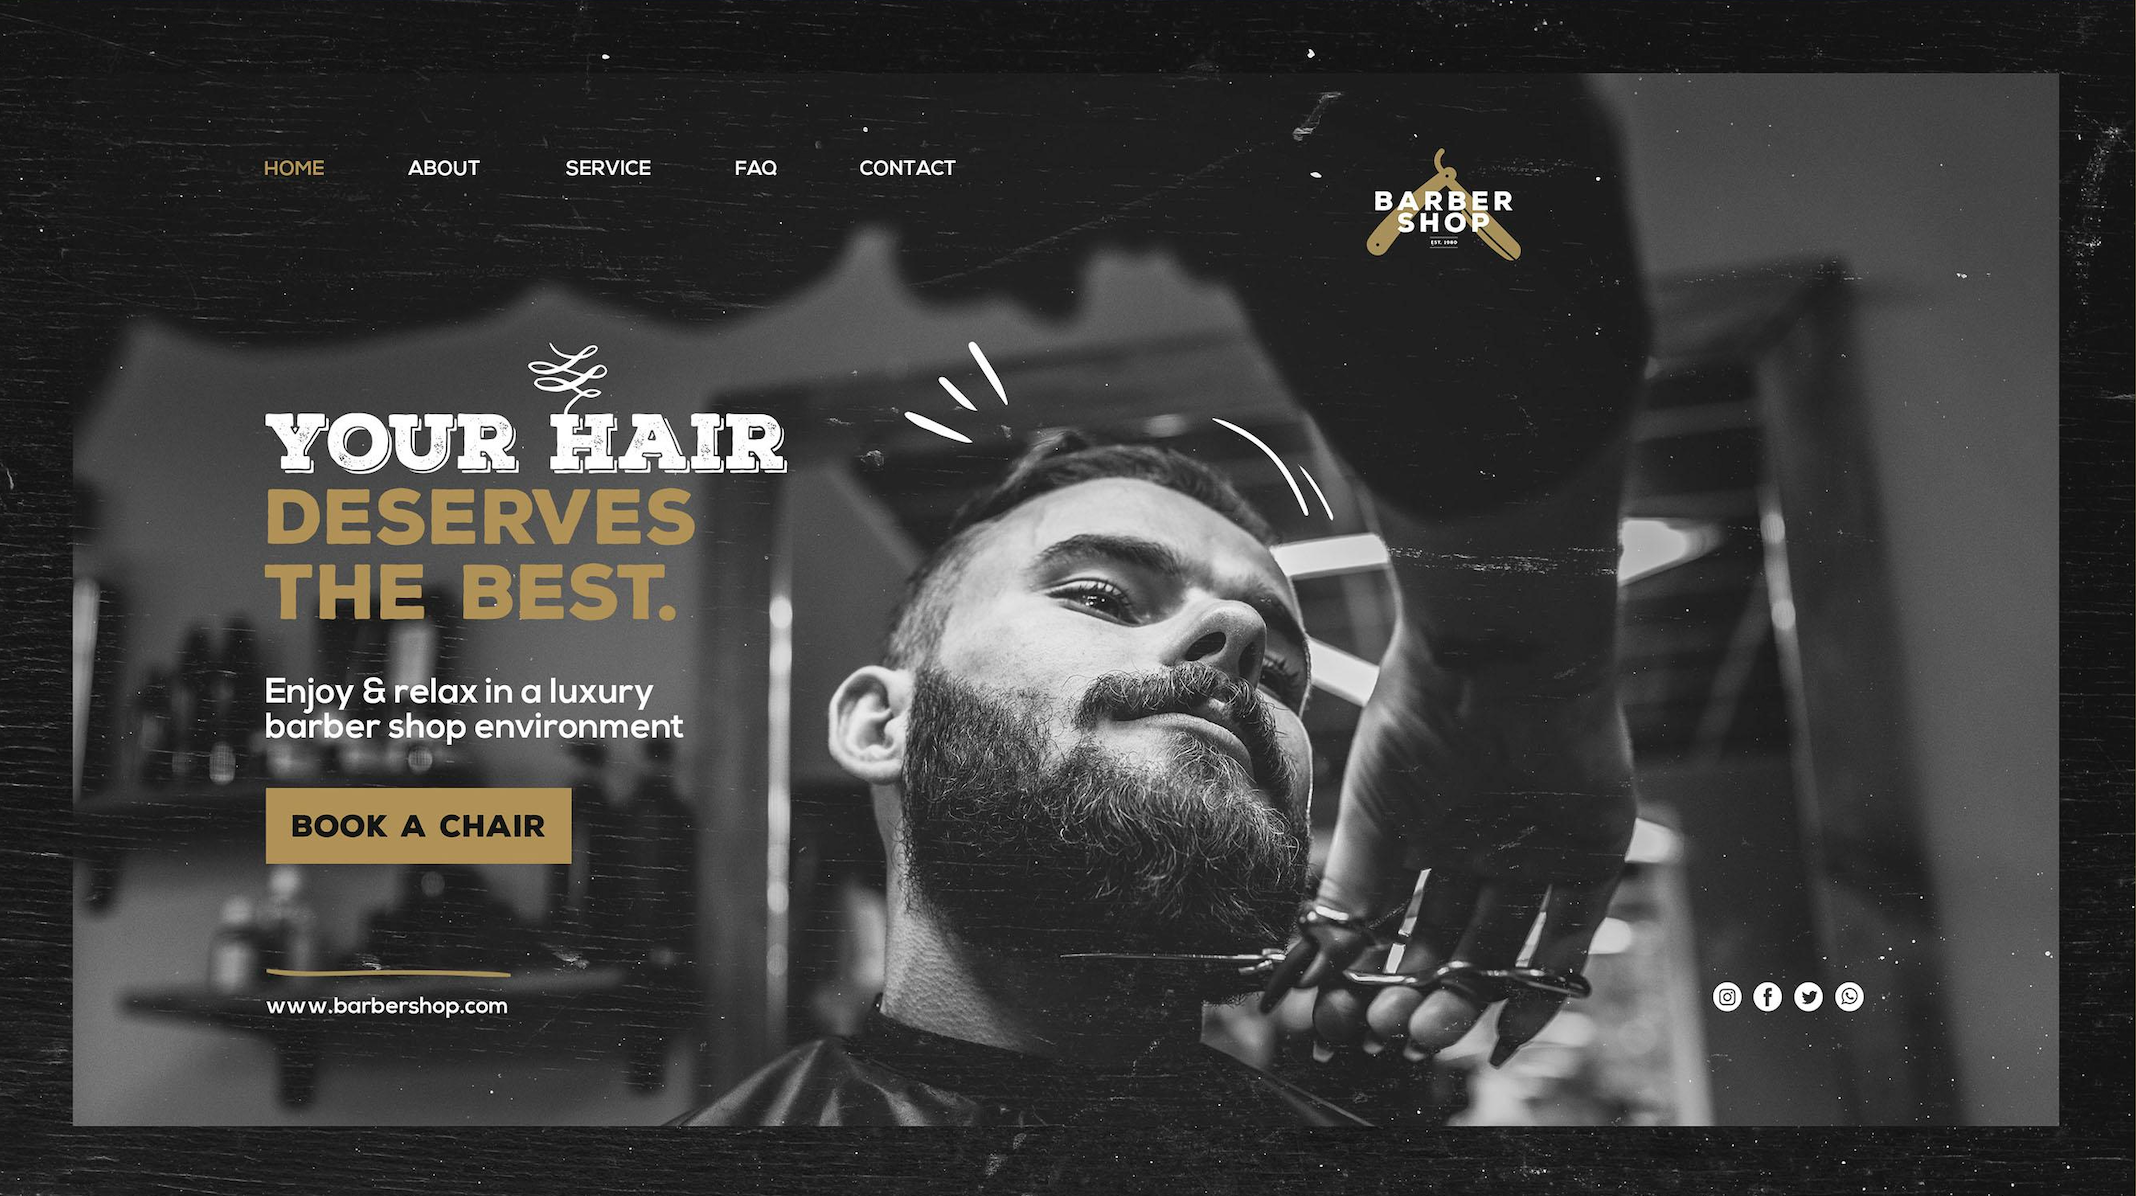 HOME ABOUT SERVICE FAQ CONTACT
BARBER
SHOP
EST. 1980
YOUR HAIR
DESERVES
THE BEST.
Enjoy & relax in a luxury
barber shop environment
BOOK A CHAIR
www.barbershop.com